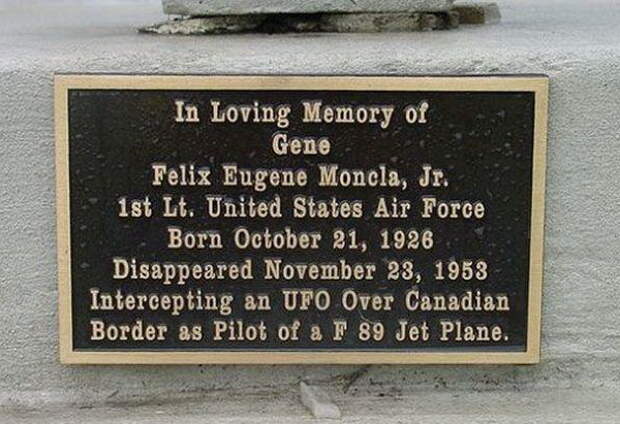 In Loving Memory of
Gene
Felix Eugene Moncla, Jr.
1st Lt. United States Air Force
Born October 21, 1926
Disappeared November 23, 1953
Intercepting an UFO Over Canadian
Border as Pilot of a F 89 Jet Plane.